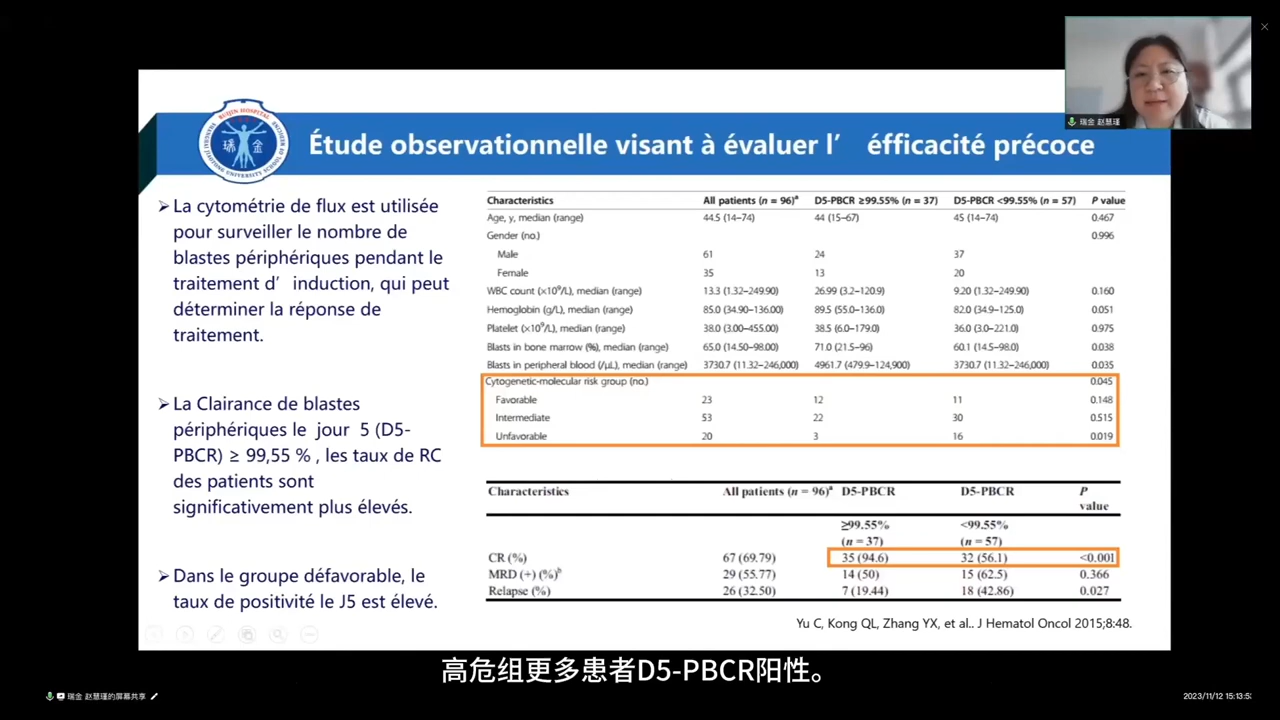 瑞金 赵慧瑾
RUIJIN HOSPITAL
瑞 金
Étude observationnelle visant à évaluer l’ éfficacité précoce
➢La cytométrie de flux est utilisée
pour surveiller le nombre de
blastes périphériques pendant le
traitement d’ induction, qui peut
déterminer la réponse de
traitement.
➢La Clairance de blastes
périphériques le jour 5 (D5-
PBCR) ≥ 99,55 % , les taux de RC
des patients sont
significativement plus élevés.
➢Dans le groupe défavorable, le
taux de positivité le J5 est élevé.
Characteristics All patients (n = 96)ᵃ D5-PBCR ≥99.55% (n = 37) D5-PBCR <99.55% (n = 57) P value
Age, y, median (range) 44.5 (14–74) 44 (15–67) 45 (14–74) 0.467
Gender (no.) 0.996
Male 61 24 37
Female 35 13 20
WBC count (×10⁹/L), median (range) 13.3 (1.32–249.90) 26.99 (3.2–120.9) 9.20 (1.32–249.90) 0.160
Hemoglobin (g/L), median (range) 85.0 (34.90–136.00) 89.5 (55.0–136.0) 82.0 (34.9–125.0) 0.051
Platelet (×10⁹/L), median (range) 38.0 (3.00–455.00) 38.5 (6.0–179.0) 36.0 (3.0–221.0) 0.975
Blasts in bone marrow (%), median (range) 65.0 (14.50–98.00) 71.0 (21.5–96) 60.1 (14.5–98.0) 0.038
Blasts in peripheral blood (/μL), median (range) 3730.7 (11.32–246,000) 4961.7 (479.9–124,900) 3730.7 (11.32–246,000) 0.035
Cytogenetic-molecular risk group (no.) 0.045
Favorable 23 12 11 0.148
Intermediate 53 22 30 0.515
Unfavorable 20 3 16 0.019
Characteristics All patients (n = 96)ᵃ D5-PBCR D5-PBCR P
value
≥99.55% <99.55%
(n = 37) (n = 57)
CR (%) 67 (69.79) 35 (94.6) 32 (56.1) <0.001
MRD (+) (%)ᵇ 29 (55.77) 14 (50) 15 (62.5) 0.366
Relapse (%) 26 (32.50) 7 (19.44) 18 (42.86) 0.027
Yu C, Kong QL, Zhang YX, et al.. J Hematol Oncol 2015;8:48.
高危组更多患者D5-PBCR阳性。
瑞金 赵慧瑾的屏幕共享
2023/11/12 15:13:5